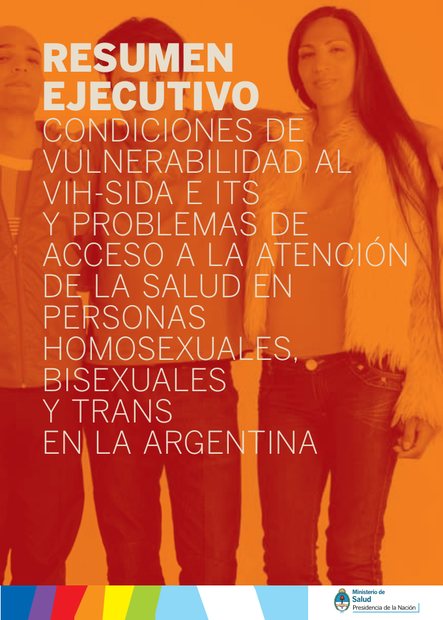 RESUMEN
EJECUTIVO
CONDICIONES DE
VULNERABILIDAD AL
VIH-SIDA E ITS
Y PROBLEMAS DE
ACCESO A LA ATENCIÓN
DE LA SALUD EN
PERSONAS
HOMOSEXUALES,
BISEXUALES
Y TRANS
EN LA ARGENTINA
Ministerio de
Salud
Presidencia de la Nación